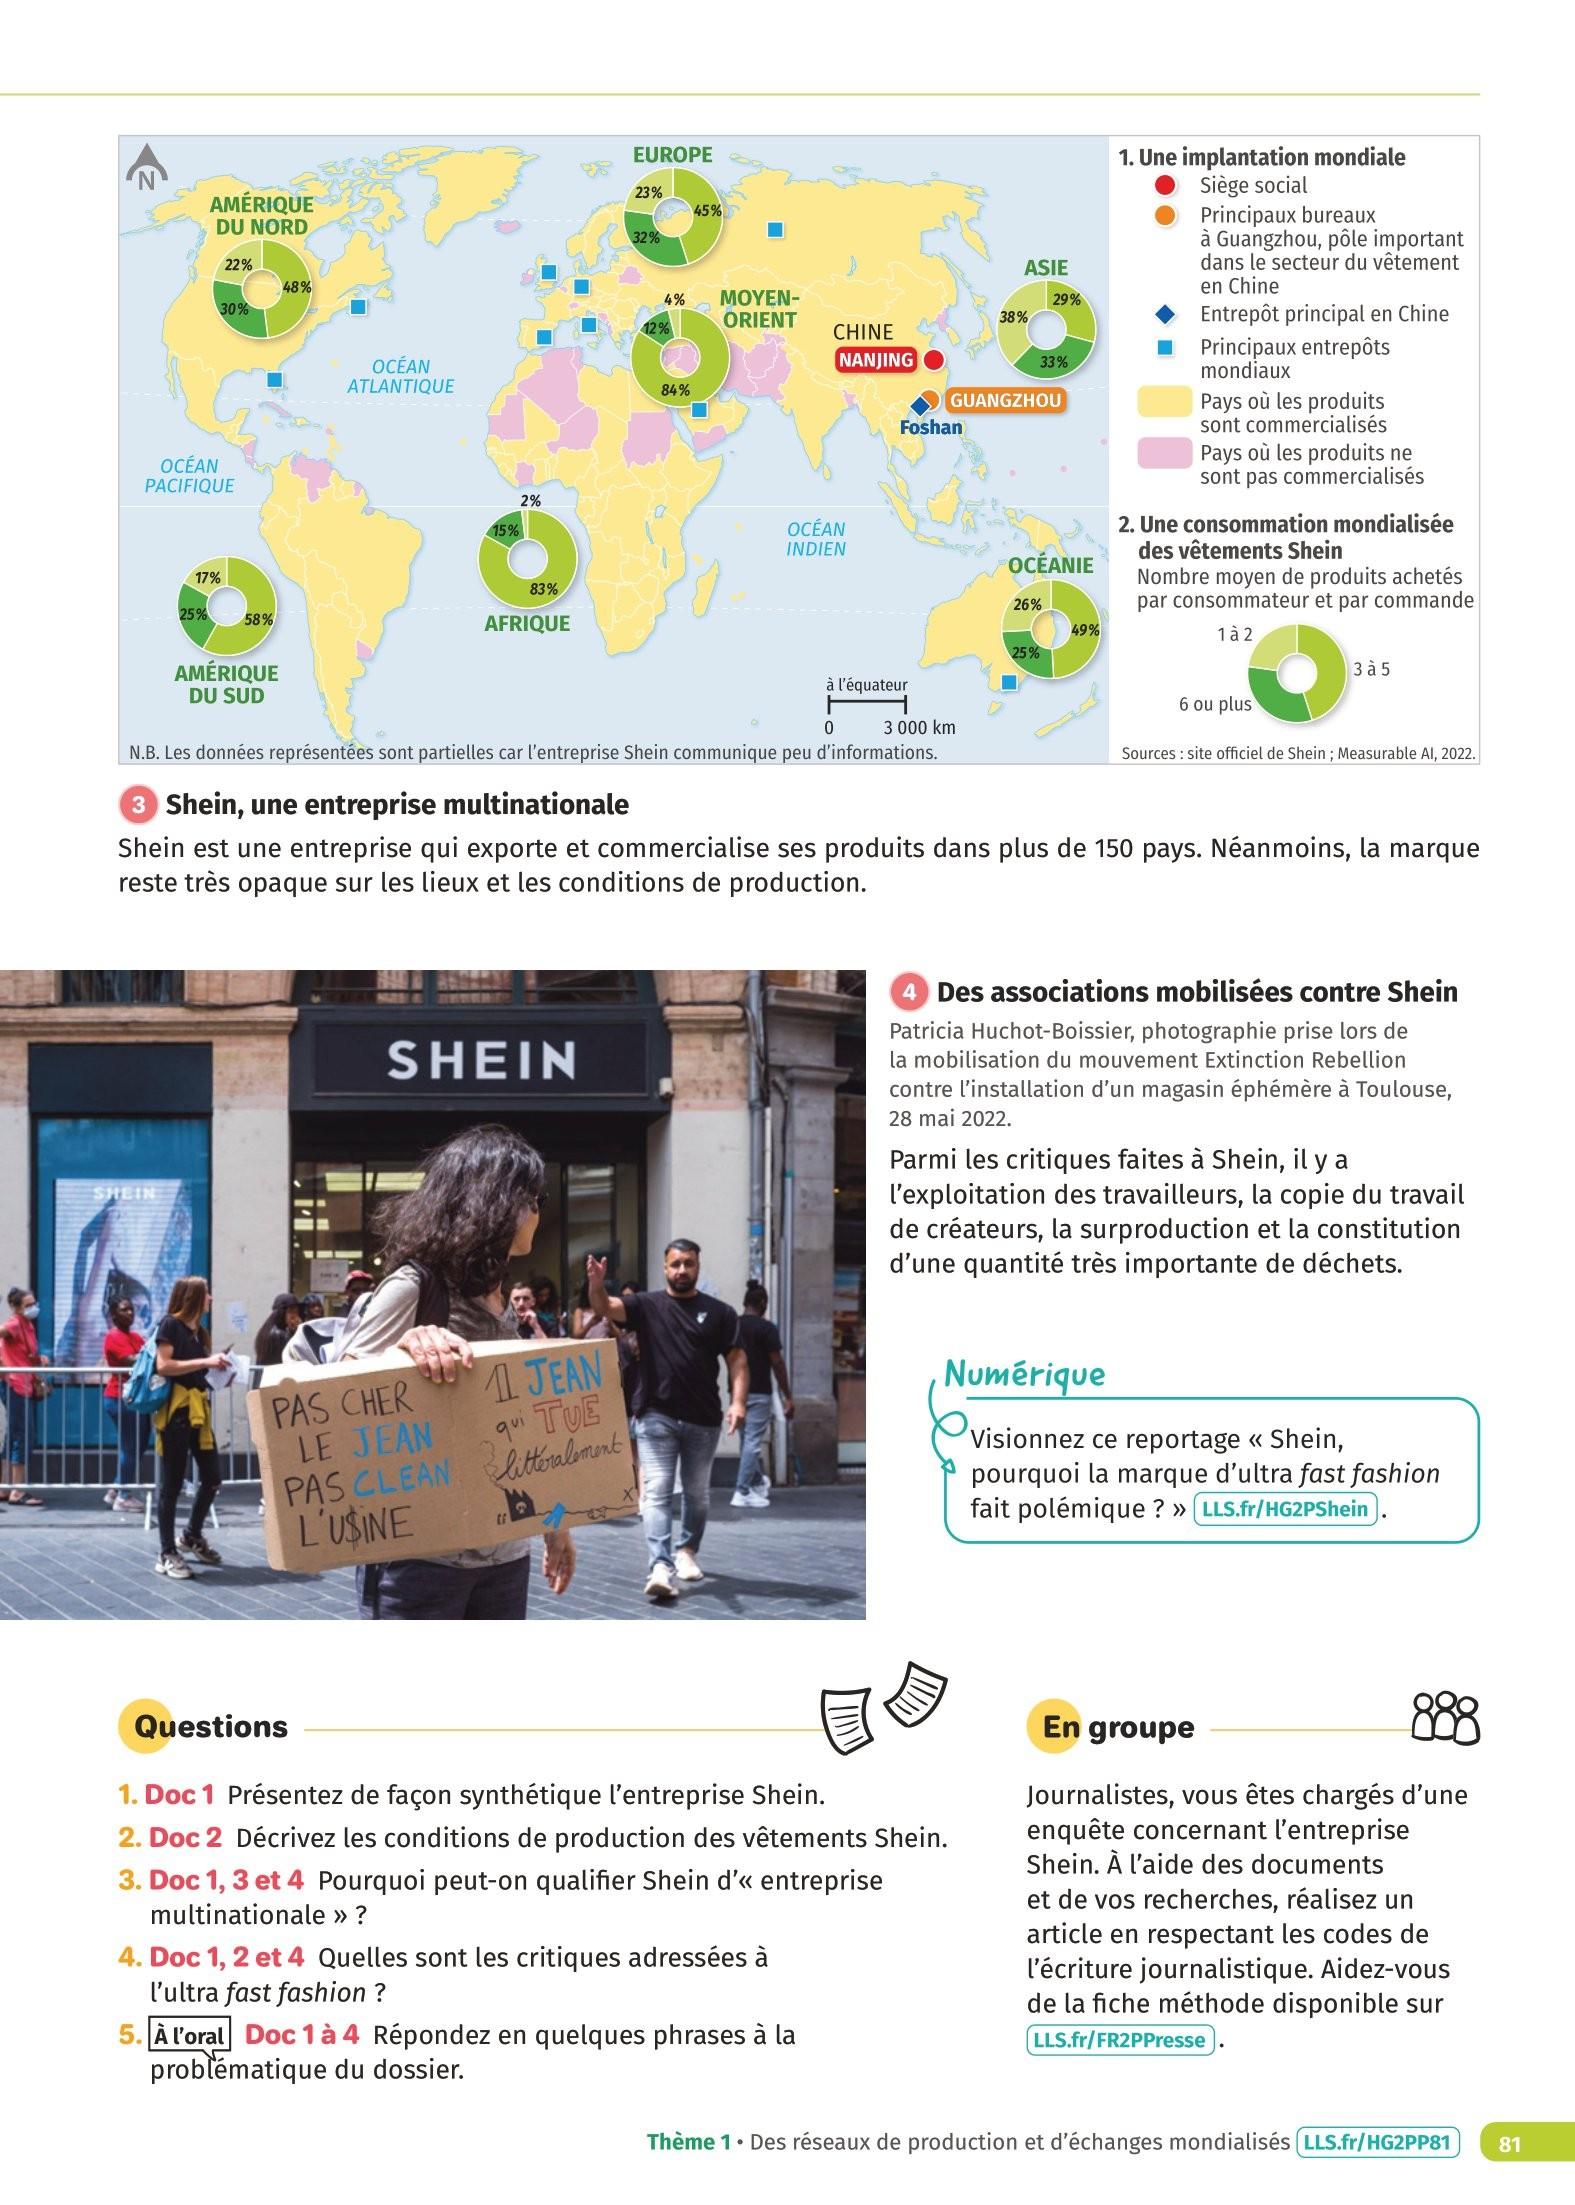 N
EUROPE
23%
45%
32%
AMÉRIQUE
DU NORD
22%
48%
30%
ASIE
29%
38%
33%
MOYEN-
ORIENT
4%
12%
84%
CHINE
NANJING
GUANGZHOU
Foshan
OCÉAN
ATLANTIQUE
OCÉAN
PACIFIQUE
OCÉAN
INDIEN
2%
15%
83%
AFRIQUE
17%
25%
58%
AMÉRIQUE
DU SUD
OCÉANIE
26%
49%
25%
à l'équateur
0 3 000 km
N.B. Les données représentées sont partielles car l'entreprise Shein communique peu d'informations.
1. Une implantation mondiale
Siège social
Principaux bureaux
à Guangzhou, pôle important
dans le secteur du vêtement
en Chine
Entrepôt principal en Chine
Principaux entrepôts
mondiaux
Pays où les produits
sont commercialisés
Pays où les produits ne
sont pas commercialisés
2. Une consommation mondialisée
des vêtements Shein
Nombre moyen de produits achetés
par consommateur et par commande
1 à 2
3 à 5
6 ou plus
Sources : site officiel de Shein ; Measurable AI, 2022.
3 Shein, une entreprise multinationale
Shein est une entreprise qui exporte et commercialise ses produits dans plus de 150 pays. Néanmoins, la marque
reste très opaque sur les lieux et les conditions de production.
SHEIN
SHEIN
PAS CHER
LE JEAN
PAS CLEAN
L'U$INE
1 JEAN
qui TUE
littéralement
4 Des associations mobilisées contre Shein
Patricia Huchot-Boissier, photographie prise lors de
la mobilisation du mouvement Extinction Rebellion
contre l'installation d'un magasin éphémère à Toulouse,
28 mai 2022.
Parmi les critiques faites à Shein, il y a
l'exploitation des travailleurs, la copie du travail
de créateurs, la surproduction et la constitution
d'une quantité très importante de déchets.
Numérique
Visionnez ce reportage « Shein,
pourquoi la marque d'ultra fast fashion
fait polémique ? » LLS.fr/HG2PShein .
Questions
1. Doc 1 Présentez de façon synthétique l'entreprise Shein.
2. Doc 2 Décrivez les conditions de production des vêtements Shein.
3. Doc 1, 3 et 4 Pourquoi peut-on qualifier Shein d'« entreprise
multinationale » ?
4. Doc 1, 2 et 4 Quelles sont les critiques adressées à
l'ultra fast fashion ?
5. À l'oral Doc 1 à 4 Répondez en quelques phrases à la
problématique du dossier.
En groupe
Journalistes, vous êtes chargés d'une
enquête concernant l'entreprise
Shein. À l'aide des documents
et de vos recherches, réalisez un
article en respectant les codes de
l'écriture journalistique. Aidez-vous
de la fiche méthode disponible sur
LLS.fr/FR2PPresse .
Thème 1 • Des réseaux de production et d'échanges mondialisés LLS.fr/HG2PP81 81